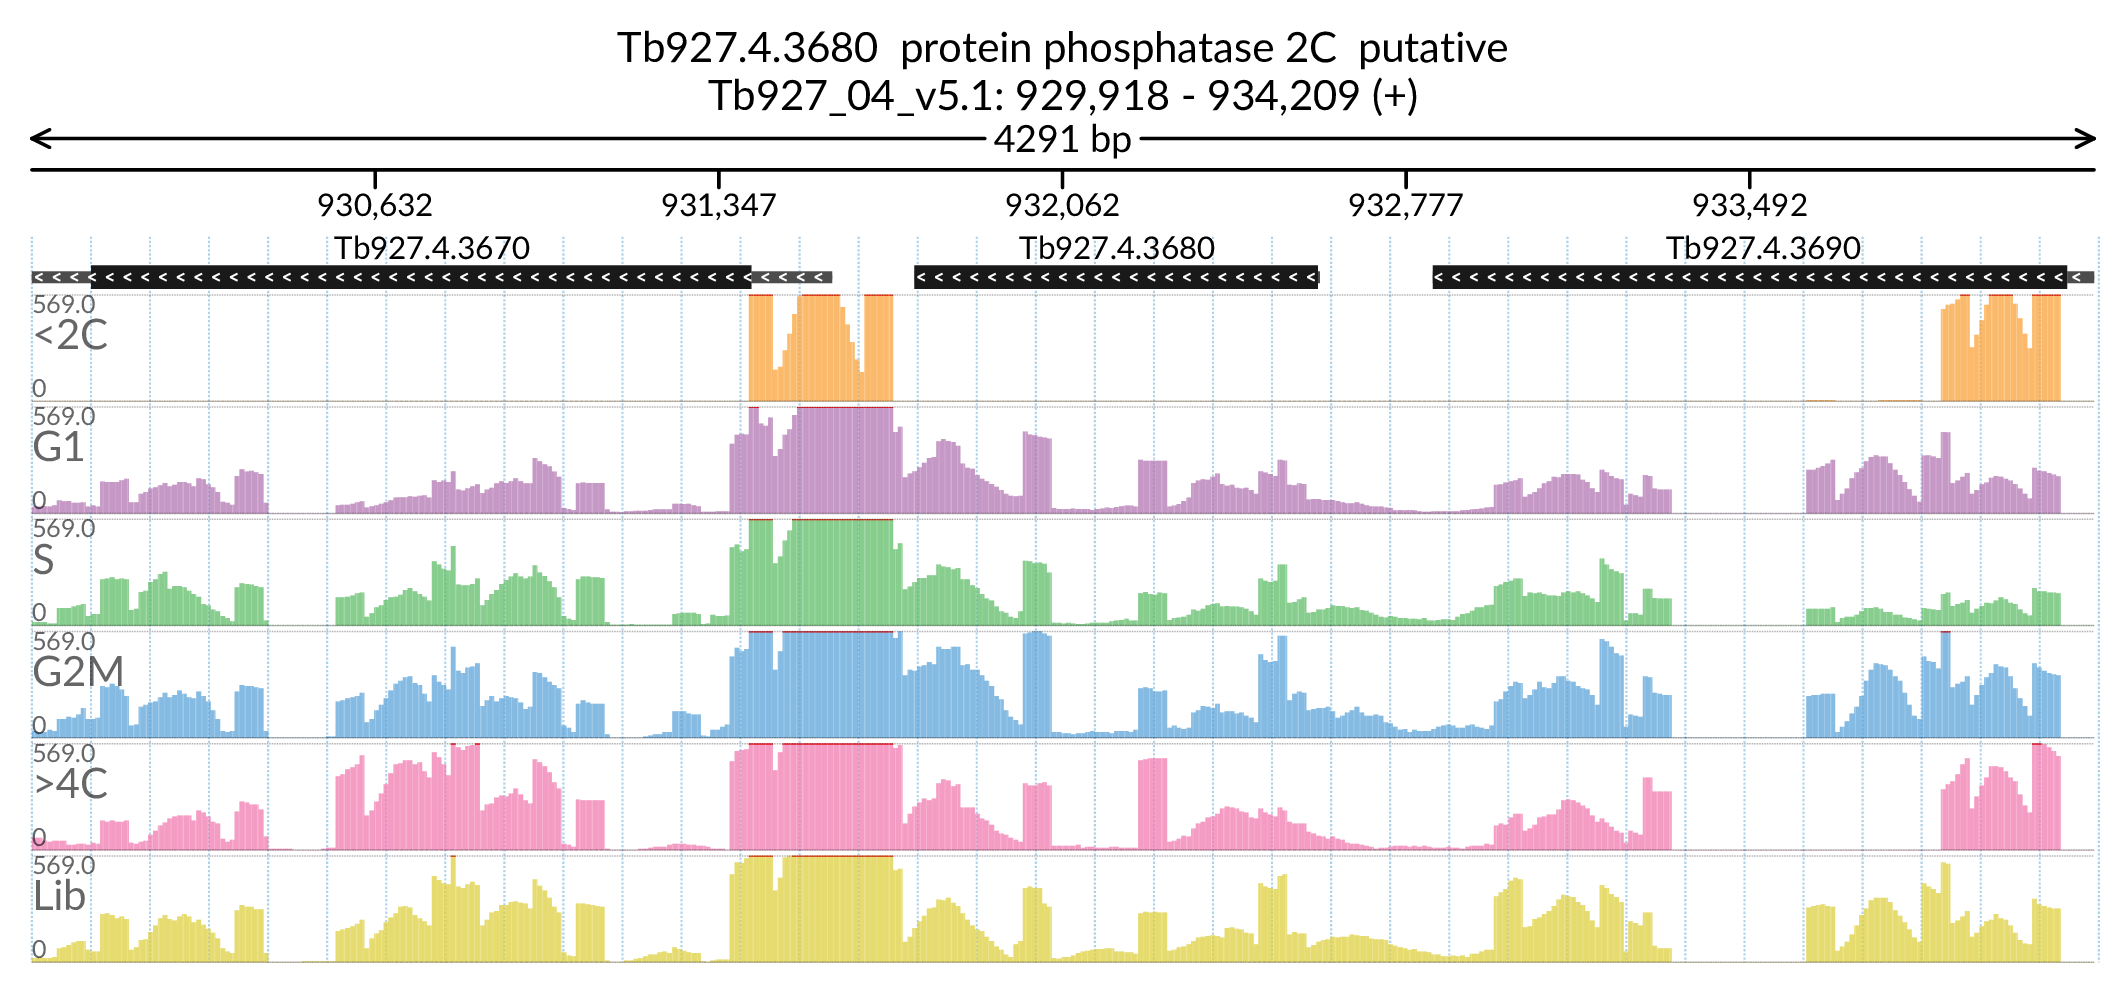 Tb927.4.3680  protein phosphatase 2C  putative
Tb927_04_v5.1: 929,918 - 934,209 (+)
4291 bp
930,632 931,347 932,062 932,777 933,492
Tb927.4.3670 Tb927.4.3680 Tb927.4.3690
569.0
<2C
0
569.0
G1
0
569.0
S
0
569.0
G2M
0
569.0
>4C
0
569.0
Lib
0